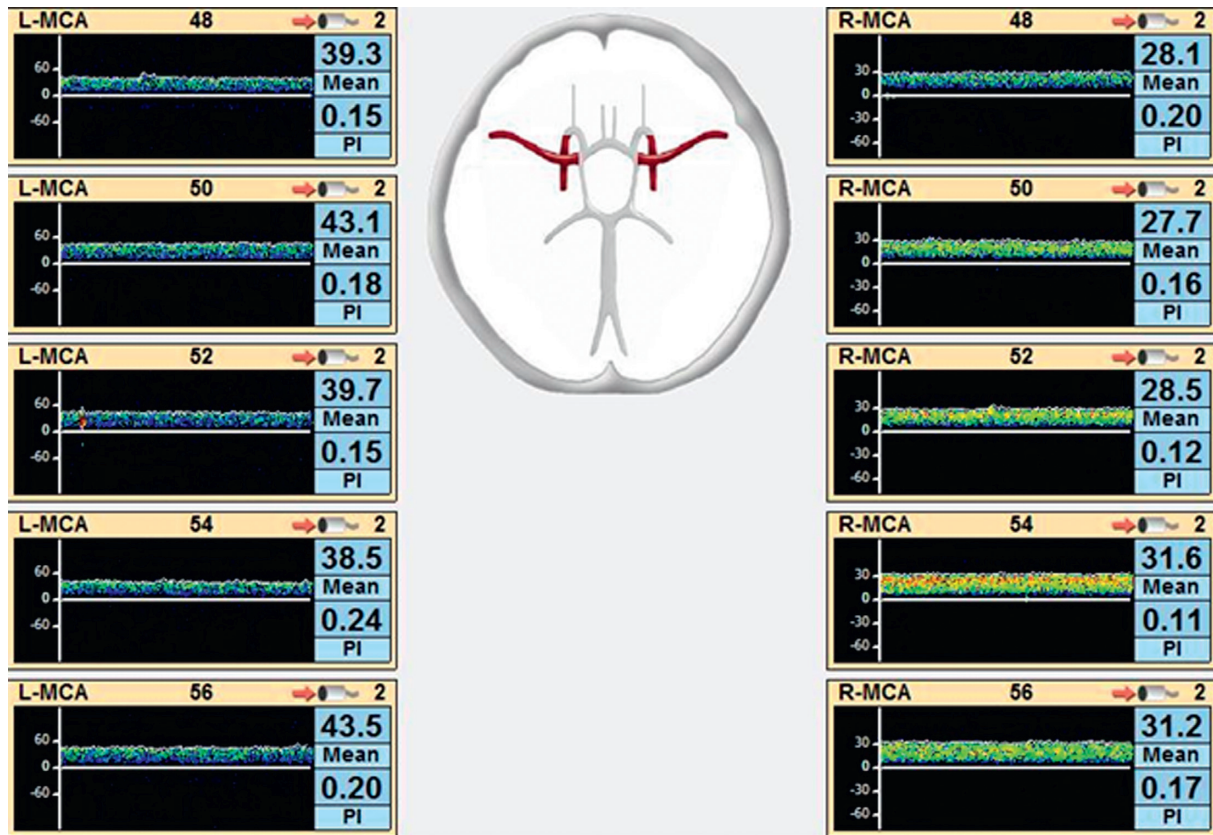 L-MCA 48 2
60
0
-60
39.3
Mean
0.15
PI
L-MCA 50 2
60
0
-60
43.1
Mean
0.18
PI
L-MCA 52 2
60
0
-60
39.7
Mean
0.15
PI
L-MCA 54 2
60
0
-60
38.5
Mean
0.24
PI
L-MCA 56 2
60
0
-60
43.5
Mean
0.20
PI
R-MCA 48 2
30
0
-30
-60
28.1
Mean
0.20
PI
R-MCA 50 2
30
0
-30
-60
27.7
Mean
0.16
PI
R-MCA 52 2
30
0
-30
-60
28.5
Mean
0.12
PI
R-MCA 54 2
30
0
-30
-60
31.6
Mean
0.11
PI
R-MCA 56 2
30
0
-30
-60
31.2
Mean
0.17
PI